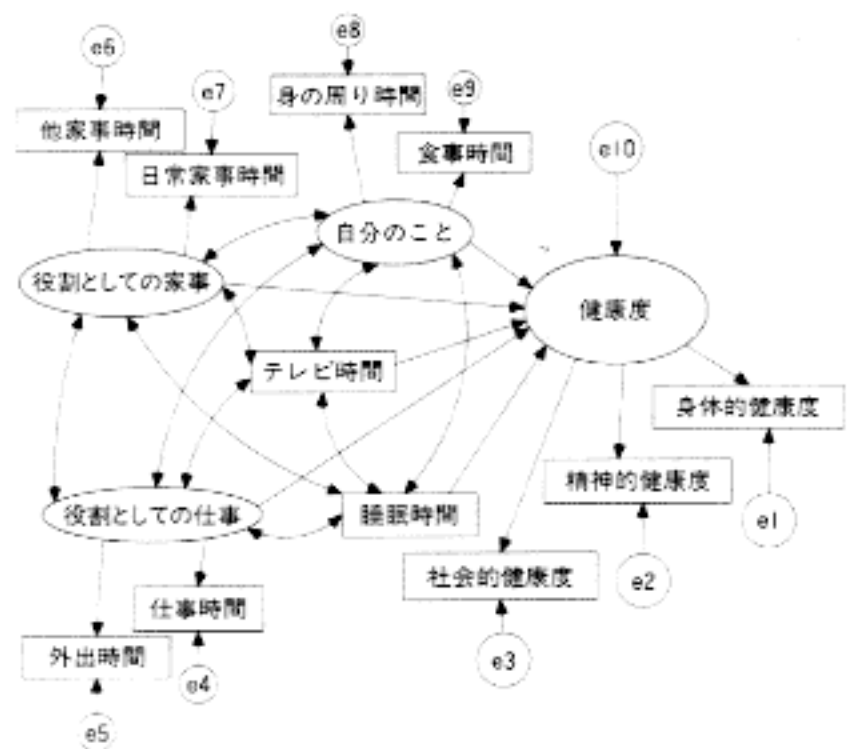 e8
e6
e7
身の周り時間
e9
他家事時間
食事時間
e10
日常家事時間
自分のこと
役割としての家事
健康度
テレビ時間
身体的健康度
精神的健康度
役割としての仕事
睡眠時間
e1
社会的健康度
e2
仕事時間
外出時間
e3
e4
e5